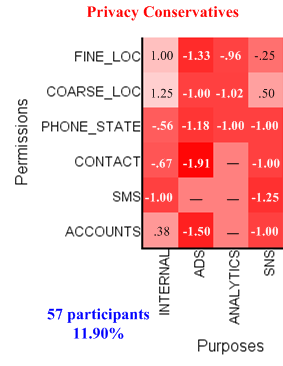 Privacy Conservatives
Permissions
FINE_LOC 1.00 -1.33 -.96 -.25
COARSE_LOC 1.25 -1.00 -1.02 .50
PHONE_STATE -.56 -1.18 -1.00 -1.00
CONTACT -.67 -1.91 — -1.00
SMS -1.00 — — -1.25
ACCOUNTS .38 -1.50 — -1.00
INTERNAL ADS ANALYTICS SNS
57 participants
11.90%
Purposes